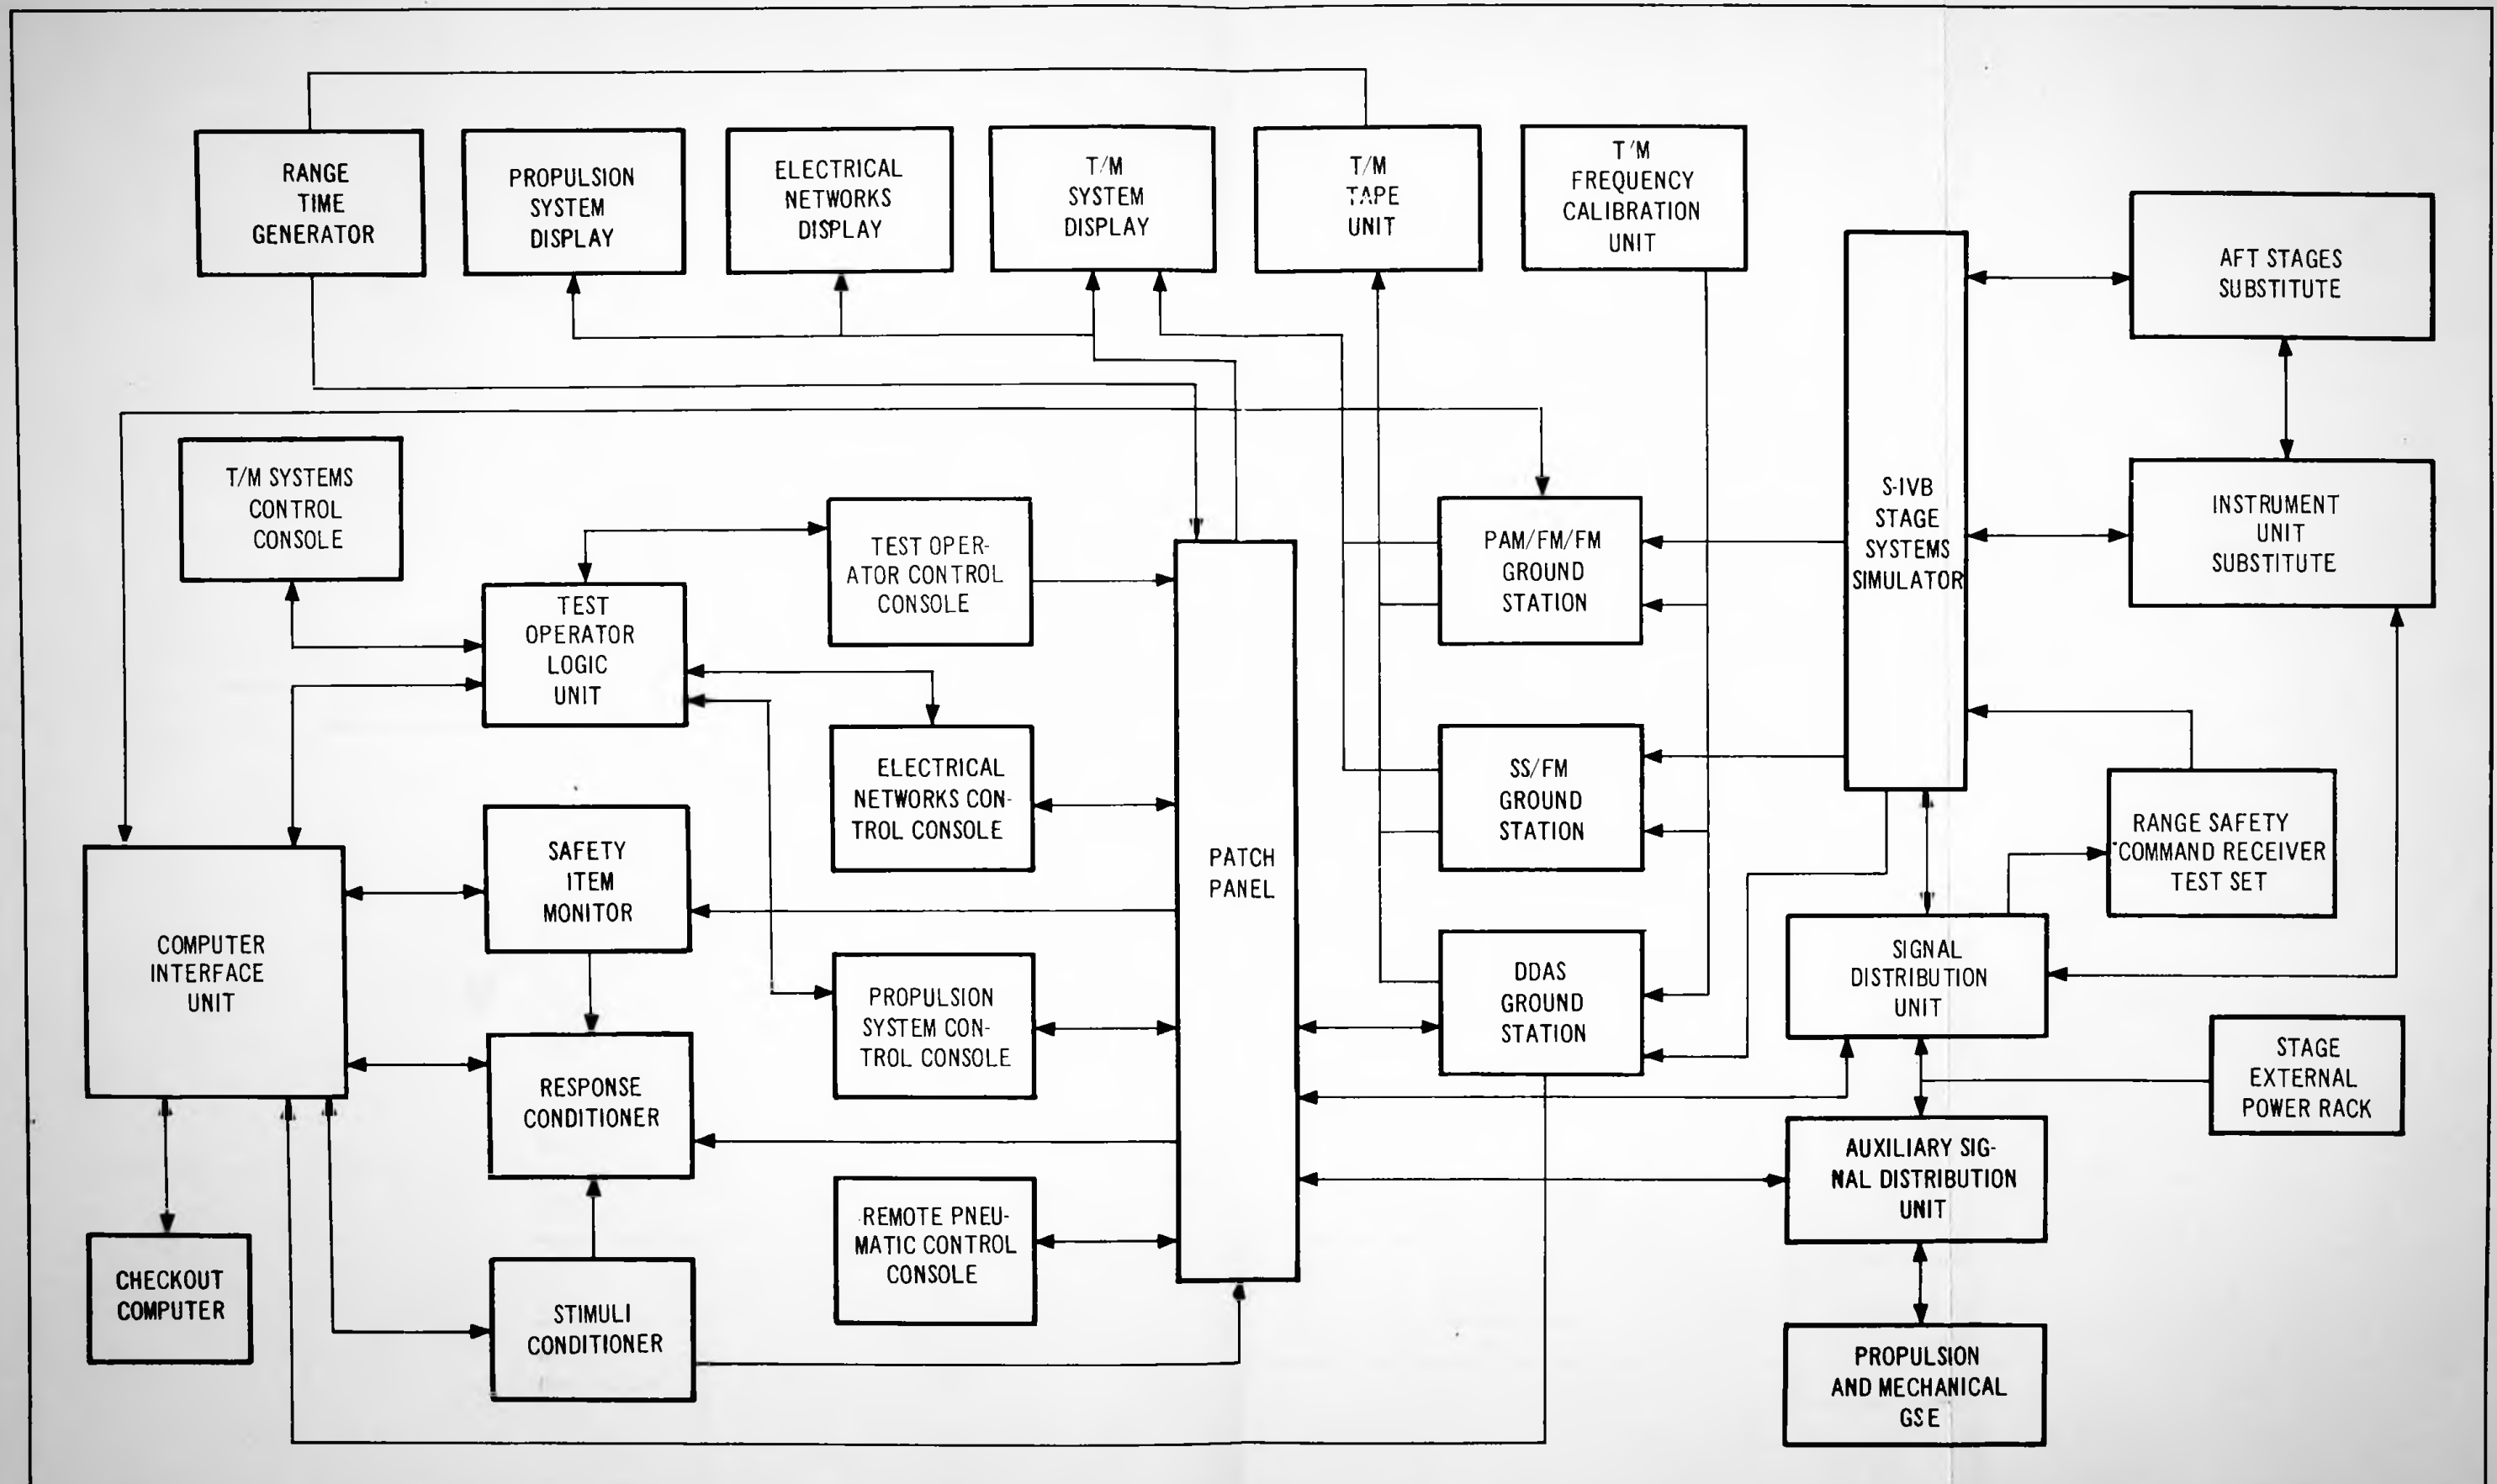 RANGE
TIME
GENERATOR
PROPULSION
SYSTEM
DISPLAY
ELECTRICAL
NETWORKS
DISPLAY
T/M
SYSTEM
DISPLAY
T/M
TAPE
UNIT
T'M
FREQUENCY
CALIBRATION
UNIT
AFT STAGES
SUBSTITUTE
T/M SYSTEMS
CONTROL
CONSOLE
TEST OPER-
ATOR CONTROL
CONSOLE
TEST
OPERATOR
LOGIC
UNIT
PAM/FM/FM
GROUND
STATION
S-IVB
STAGE
SYSTEMS
SIMULATOR
INSTRUMENT
UNIT
SUBSTITUTE
ELECTRICAL
NETWORKS CON-
TROL CONSOLE
SS/FM
GROUND
STATION
RANGE SAFETY
COMMAND RECEIVER
TEST SET
SAFETY
ITEM
MONITOR
PATCH
PANEL
COMPUTER
INTERFACE
UNIT
PROPULSION
SYSTEM CON-
TROL CONSOLE
DDAS
GROUND
STATION
SIGNAL
DISTRIBUTION
UNIT
STAGE
EXTERNAL
POWER RACK
RESPONSE
CONDITIONER
AUXILIARY SIG-
NAL DISTRIBUTION
UNIT
REMOTE PNEU-
MATIC CONTROL
CONSOLE
CHECKOUT
COMPUTER
STIMULI
CONDITIONER
PROPULSION
AND MECHANICAL
GSE